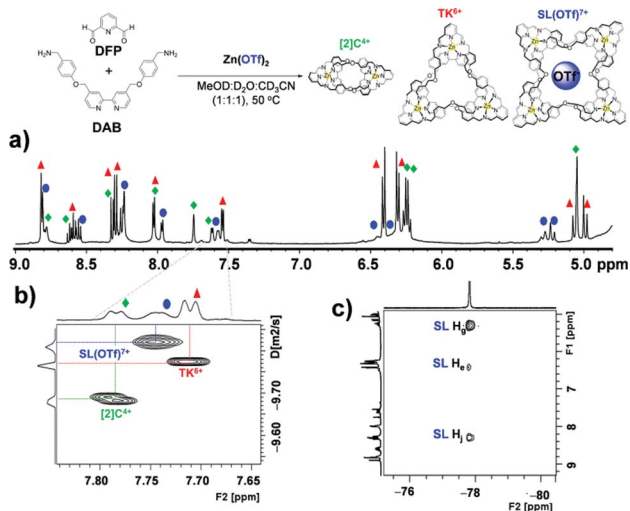 DFP
+
DAB
NH₂
H₂N
Zn(OTf)₂
MeOD:D₂O:CD₃CN
(1:1:1), 50 ºC
[2]C⁴⁺
TK⁶⁺
SL(OTf)⁷⁺
OTf⁻
a)
9.0 8.5 8.0 7.5 7.0 6.5 6.0 5.5 5.0 ppm
b)
SL(OTf)⁷⁺
TK⁶⁺
[2]C⁴⁺
D[m2/s]
−9.70
−9.60
7.80 7.75 7.70 7.65
F2 [ppm]
c)
SL Hg
SL He
SL Hj
F1 [ppm]
7
8
9
−76 −78 −80
F2 [ppm]